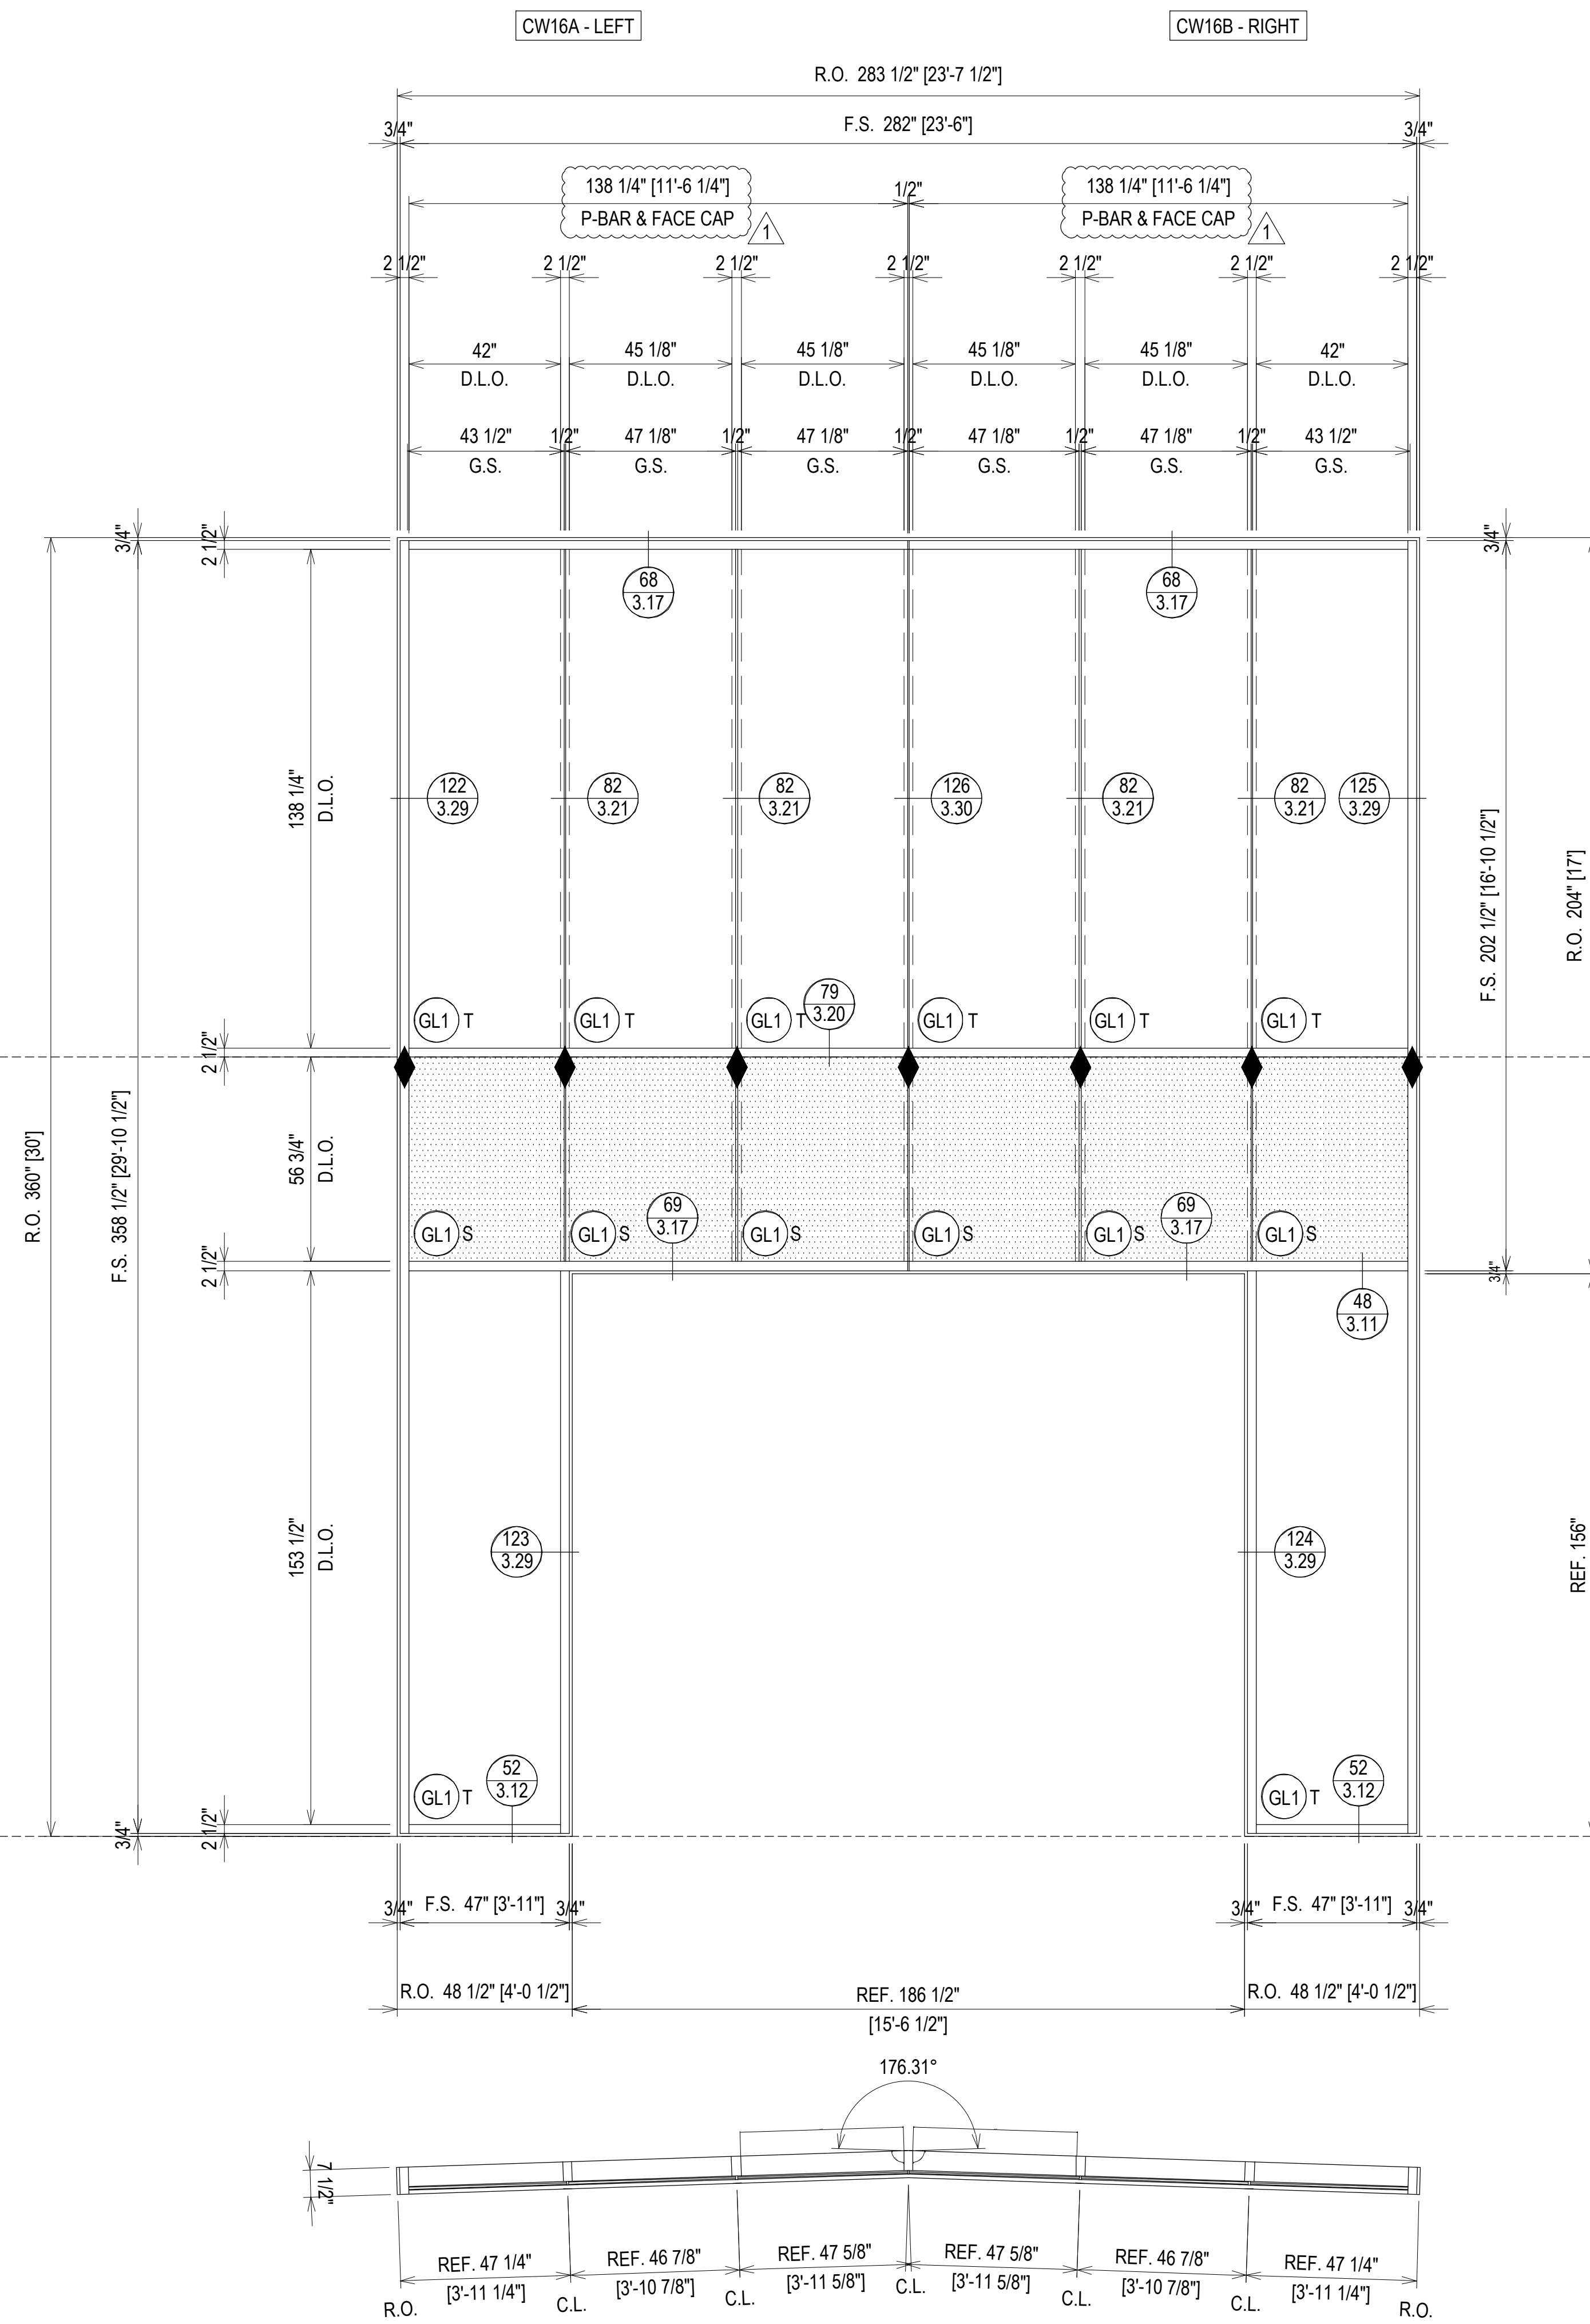 CW16A - LEFT
CW16B - RIGHT
R.O. 283 1/2" [23'-7 1/2"]
3/4"
F.S. 282" [23'-6"]
3/4"
138 1/4" [11'-6 1/4"]
P-BAR & FACE CAP
1
1/2"
138 1/4" [11'-6 1/4"]
P-BAR & FACE CAP
1
2 1/2"
2 1/2"
2 1/2"
2 1/2"
2 1/2"
2 1/2"
2 1/2"
42"
D.L.O.
45 1/8"
D.L.O.
45 1/8"
D.L.O.
45 1/8"
D.L.O.
45 1/8"
D.L.O.
42"
D.L.O.
43 1/2"
G.S.
1/2"
47 1/8"
G.S.
1/2"
47 1/8"
G.S.
1/2"
47 1/8"
G.S.
1/2"
47 1/8"
G.S.
1/2"
43 1/2"
G.S.
3/4"
2 1/2"
3/4"
68
3.17
68
3.17
138 1/4"
D.L.O.
122
3.29
82
3.21
82
3.21
126
3.30
82
3.21
82
3.21
125
3.29
F.S. 202 1/2" [16'-10 1/2"]
R.O. 204" [17']
GL1 T
GL1 T
GL1 T
79
3.20
GL1 T
GL1 T
GL1 T
2 1/2"
R.O. 360" [30']
F.S. 358 1/2" [29'-10 1/2"]
56 3/4"
D.L.O.
GL1 S
GL1 S
69
3.17
GL1 S
GL1 S
GL1 S
69
3.17
GL1 S
2 1/2"
3/4"
48
3.11
153 1/2"
D.L.O.
123
3.29
124
3.29
REF. 156"
GL1 T
52
3.12
GL1 T
52
3.12
3/4"
2 1/2"
3/4"
F.S. 47" [3'-11"]
3/4"
3/4"
F.S. 47" [3'-11"]
3/4"
R.O. 48 1/2" [4'-0 1/2"]
REF. 186 1/2"
[15'-6 1/2"]
R.O. 48 1/2" [4'-0 1/2"]
176.31°
7 1/2"
REF. 47 1/4"
[3'-11 1/4"]
REF. 46 7/8"
[3'-10 7/8"]
REF. 47 5/8"
[3'-11 5/8"]
REF. 47 5/8"
[3'-11 5/8"]
REF. 46 7/8"
[3'-10 7/8"]
REF. 47 1/4"
[3'-11 1/4"]
R.O.
C.L.
C.L.
C.L.
C.L.
C.L.
R.O.